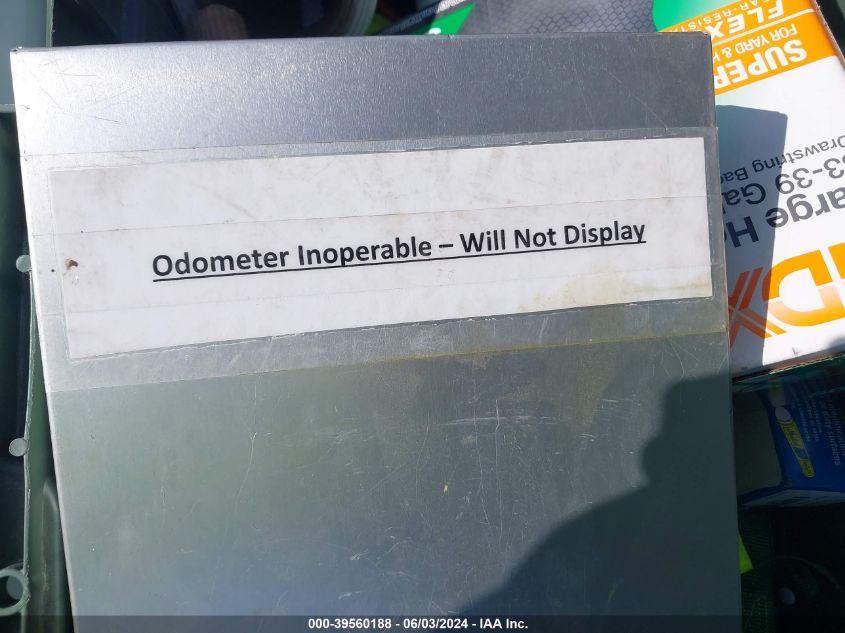 Odometer Inoperable – Will Not Display
SUPER
FLEX
FOR YARD &
Large
33-39 Ga
Drawstring Ba
000-39560188 - 06/03/2024 - IAA Inc.